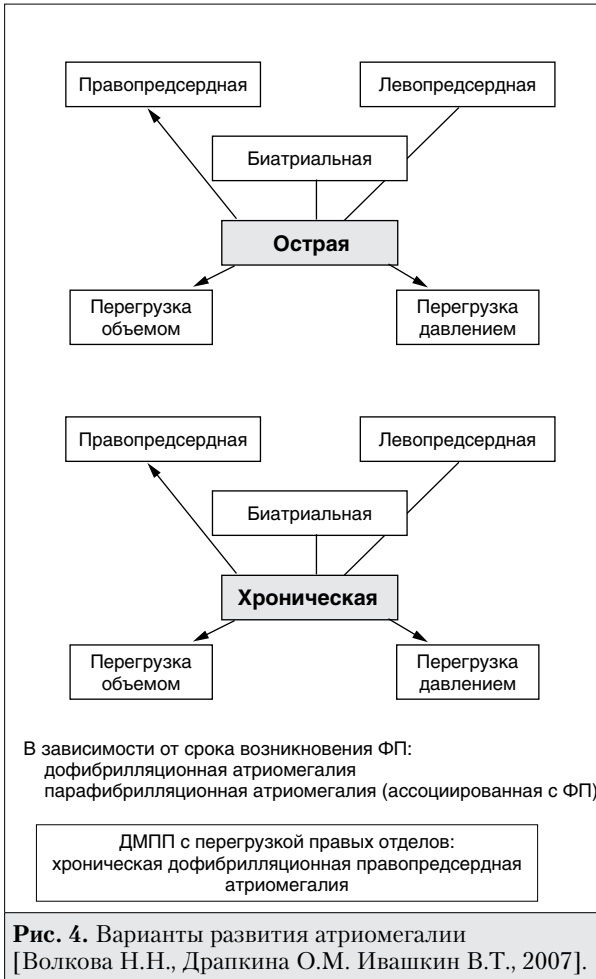 Правопредсердная
Левопредсердная
Биатриальная
Острая
Перегрузка
объемом
Перегрузка
давлением
Правопредсердная
Левопредсердная
Биатриальная
Хроническая
Перегрузка
объемом
Перегрузка
давлением
В зависимости от срока возникновения ФП:
дофибрилляционная атриомегалия
парафибрилляционная атриомегалия (ассоциированная с ФП)
ДМПП с перегрузкой правых отделов:
хроническая дофибрилляционная правопредсердная
атриомегалия
Рис. 4. Варианты развития атриомегалии
[Волкова Н.Н., Драпкина О.М. Ивашкин В.Т., 2007].